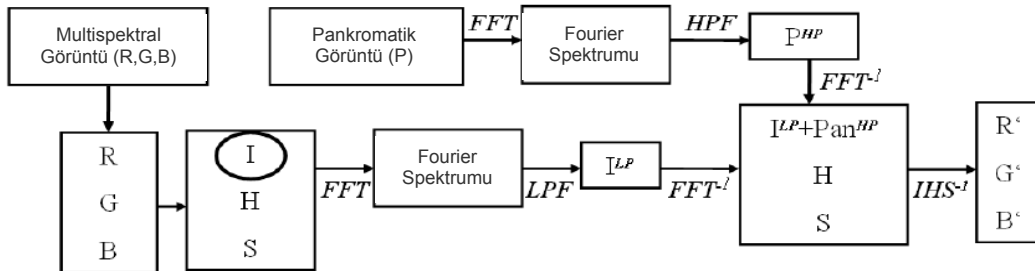 Multispektral
Görüntü (R,G,B)
Pankromatik
Görüntü (P)
FFT
Fourier
Spektrumu
HPF
P^HP
FFT^-1
R
G
B
I
H
S
FFT
Fourier
Spektrumu
LPF
I^LP
FFT^-1
I^LP+Pan^HP
H
S
IHS^-1
R‘
G‘
B‘